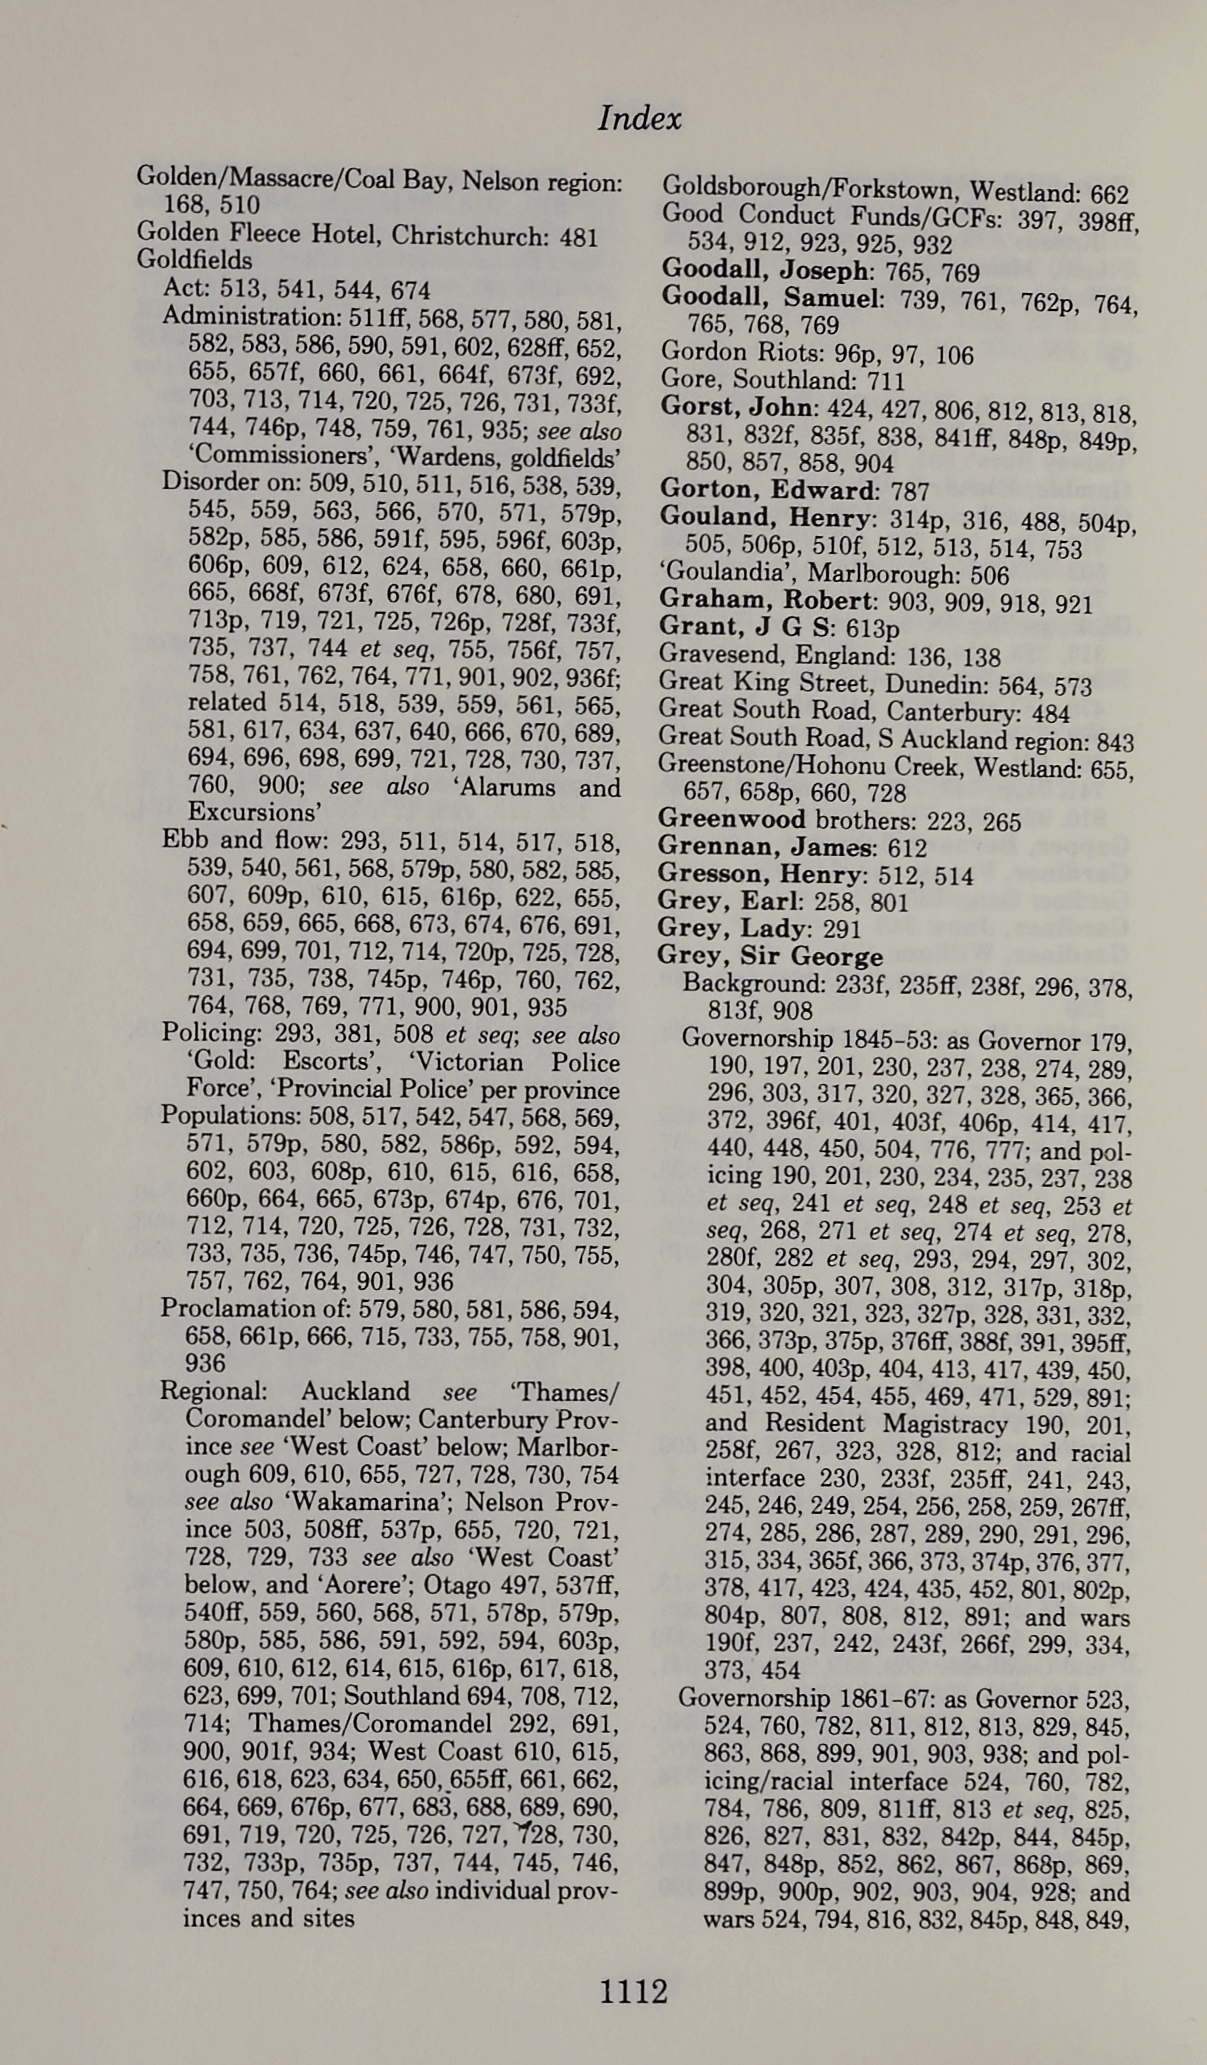 Index
Golden/Massacre/Coal Bay, Nelson region:
168, 510
Golden Fleece Hotel, Christchurch: 481
Goldfields
Act: 513, 541, 544, 674
Administration: 511ff, 568, 577, 580, 581,
582, 583, 586, 590, 591, 602, 628ff, 652,
655, 657f, 660, 661, 664f, 673f, 692,
703, 713, 714, 720, 725, 726, 731, 733f,
744, 746p, 748, 759, 761, 935; see also
‘Commissioners’, ‘Wardens, goldfields’
Disorder on: 509, 510, 511, 516, 538, 539,
545, 559, 563, 566, 570, 571, 579p,
582p, 585, 586, 591f, 595, 596f, 603p,
606p, 609, 612, 624, 658, 660, 661p,
665, 668f, 673f, 676f, 678, 680, 691,
713p, 719, 721, 725, 726p, 728f, 733f,
735, 737, 744 et seq, 755, 756f, 757,
758, 761, 762, 764, 771, 901, 902, 936f;
related 514, 518, 539, 559, 561, 565,
581, 617, 634, 637, 640, 666, 670, 689,
694, 696, 698, 699, 721, 728, 730, 737,
760, 900; see also ‘Alarums and
Excursions’
Ebb and flow: 293, 511, 514, 517, 518,
539, 540, 561, 568, 579p, 580, 582, 585,
607, 609p, 610, 615, 616p, 622, 655,
658, 659, 665, 668, 673, 674, 676, 691,
694, 699, 701, 712, 714, 720p, 725, 728,
731, 735, 738, 745p, 746p, 760, 762,
764, 768, 769, 771, 900, 901, 935
Policing: 293, 381, 508 et seq; see also
‘Gold: Escorts’, ‘Victorian Police
Force’, ‘Provincial Police’ per province
Populations: 508, 517, 542, 547, 568, 569,
571, 579p, 580, 582, 586p, 592, 594,
602, 603, 608p, 610, 615, 616, 658,
660p, 664, 665, 673p, 674p, 676, 701,
712, 714, 720, 725, 726, 728, 731, 732,
733, 735, 736, 745p, 746, 747, 750, 755,
757, 762, 764, 901, 936
Proclamation of: 579, 580, 581, 586, 594,
658, 661p, 666, 715, 733, 755, 758, 901,
936
Regional: Auckland see ‘Thames/
Coromandel’ below; Canterbury Prov-
ince see ‘West Coast’ below; Marlbor-
ough 609, 610, 655, 727, 728, 730, 754
see also ‘Wakamarina’; Nelson Prov-
ince 503, 508ff, 537p, 655, 720, 721,
728, 729, 733 see also ‘West Coast’
below, and ‘Aorere’; Otago 497, 537ff,
540ff, 559, 560, 568, 571, 578p, 579p,
580p, 585, 586, 591, 592, 594, 603p,
609, 610, 612, 614, 615, 616p, 617, 618,
623, 699, 701; Southland 694, 708, 712,
714; Thames/Coromandel 292, 691,
900, 901f, 934; West Coast 610, 615,
616, 618, 623, 634, 650, 655ff, 661, 662,
664, 669, 676p, 677, 683, 688, 689, 690,
691, 719, 720, 725, 726, 727, 728, 730,
732, 733p, 735p, 737, 744, 745, 746,
747, 750, 764; see also individual prov-
inces and sites
Goldsborough/Forkstown, Westland: 662
Good Conduct Funds/GCFs: 397, 398ff,
534, 912, 923, 925, 932
Goodall, Joseph: 765, 769
Goodall, Samuel: 739, 761, 762p, 764,
765, 768, 769
Gordon Riots: 96p, 97, 106
Gore, Southland: 711
Gorst, John: 424, 427, 806, 812, 813, 818,
831, 832f, 835f, 838, 841ff, 848p, 849p,
850, 857, 858, 904
Gorton, Edward: 787
Gouland, Henry: 314p, 316, 488, 504p,
505, 506p, 510f, 512, 513, 514, 753
‘Goulandia’, Marlborough: 506
Graham, Robert: 903, 909, 918, 921
Grant, J G S: 613p
Gravesend, England: 136, 138
Great King Street, Dunedin: 564, 573
Great South Road, Canterbury: 484
Great South Road, S Auckland region: 843
Greenstone/Hohonu Creek, Westland: 655,
657, 658p, 660, 728
Greenwood brothers: 223, 265
Grennan, James: 612
Gresson, Henry: 512, 514
Grey, Earl: 258, 801
Grey, Lady: 291
Grey, Sir George
Background: 233f, 235ff, 238f, 296, 378,
813f, 908
Governorship 1845–53: as Governor 179,
190, 197, 201, 230, 237, 238, 274, 289,
296, 303, 317, 320, 327, 328, 365, 366,
372, 396f, 401, 403f, 406p, 414, 417,
440, 448, 450, 504, 776, 777; and pol-
icing 190, 201, 230, 234, 235, 237, 238
et seq, 241 et seq, 248 et seq, 253 et
seq, 268, 271 et seq, 274 et seq, 278,
280f, 282 et seq, 293, 294, 297, 302,
304, 305p, 307, 308, 312, 317p, 318p,
319, 320, 321, 323, 327p, 328, 331, 332,
366, 373p, 375p, 376ff, 388f, 391, 395ff,
398, 400, 403p, 404, 413, 417, 439, 450,
451, 452, 454, 455, 469, 471, 529, 891;
and Resident Magistracy 190, 201,
258f, 267, 323, 328, 812; and racial
interface 230, 233f, 235ff, 241, 243,
245, 246, 249, 254, 256, 258, 259, 267ff,
274, 285, 286, 287, 289, 290, 291, 296,
315, 334, 365f, 366, 373, 374p, 376, 377,
378, 417, 423, 424, 435, 452, 801, 802p,
804p, 807, 808, 812, 891; and wars
190f, 237, 242, 243f, 266f, 299, 334,
373, 454
Governorship 1861–67: as Governor 523,
524, 760, 782, 811, 812, 813, 829, 845,
863, 868, 899, 901, 903, 938; and pol-
icing/racial interface 524, 760, 782,
784, 786, 809, 811ff, 813 et seq, 825,
826, 827, 831, 832, 842p, 844, 845p,
847, 848p, 852, 862, 867, 868p, 869,
899p, 900p, 902, 903, 904, 928; and
wars 524, 794, 816, 832, 845p, 848, 849,
1112